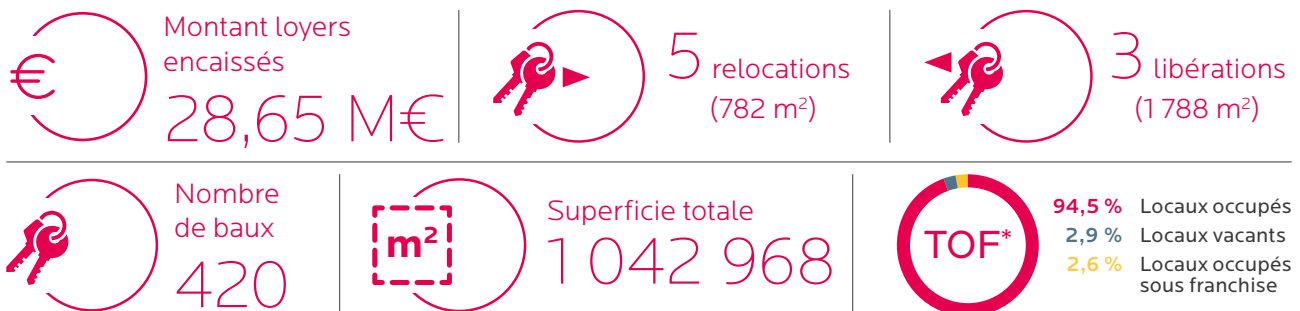 €
Montant loyers
encaissés
28,65 M€
5 relocations
(782 m²)
3 libérations
(1 788 m²)
Nombre
de baux
420
m²
Superficie totale
1 042 968
TOF*
94,5 % Locaux occupés
2,9 % Locaux vacants
2,6 % Locaux occupés
sous franchise